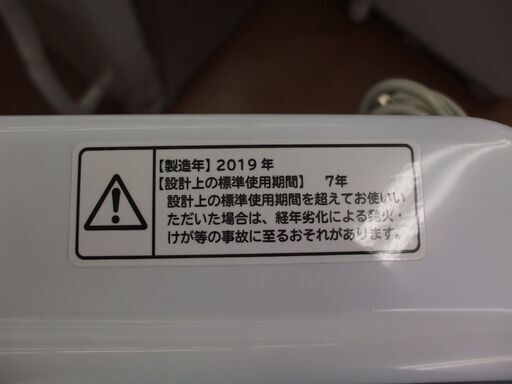 【製造年】2019年
【設計上の標準使用期間】 7年
設計上の標準使用期間を超えてお使いい
ただいた場合は、経年劣化による発火・
けが等の事故に至るおそれがあります。